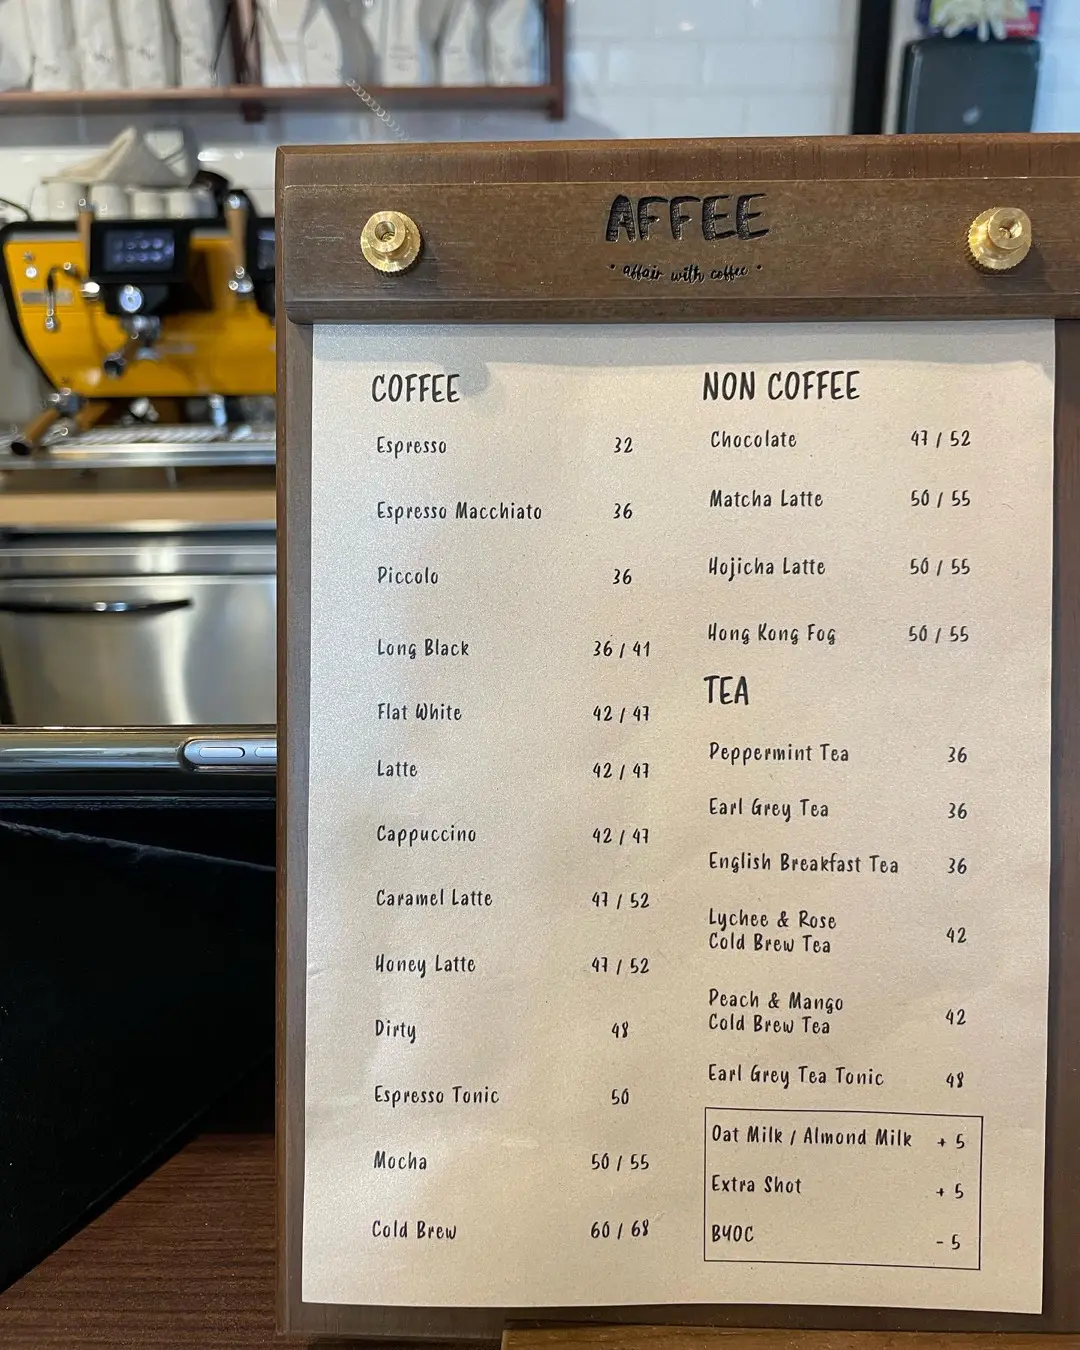 AFFEE
• affair with coffee •
COFFEE
Espresso 32
Espresso Macchiato 36
Piccolo 36
Long Black 36 / 41
Flat White 42 / 47
Latte 42 / 47
Cappuccino 42 / 47
Caramel Latte 47 / 52
Honey Latte 47 / 52
Dirty 48
Espresso Tonic 50
Mocha 50 / 55
Cold Brew 60 / 68
NON COFFEE
Chocolate 47 / 52
Matcha Latte 50 / 55
Hojicha Latte 50 / 55
Hong Kong Fog 50 / 55
TEA
Peppermint Tea 36
Earl Grey Tea 36
English Breakfast Tea 36
Lychee & Rose
Cold Brew Tea 42
Peach & Mango
Cold Brew Tea 42
Earl Grey Tea Tonic 48
Oat Milk / Almond Milk + 5
Extra Shot + 5
BYOC - 5